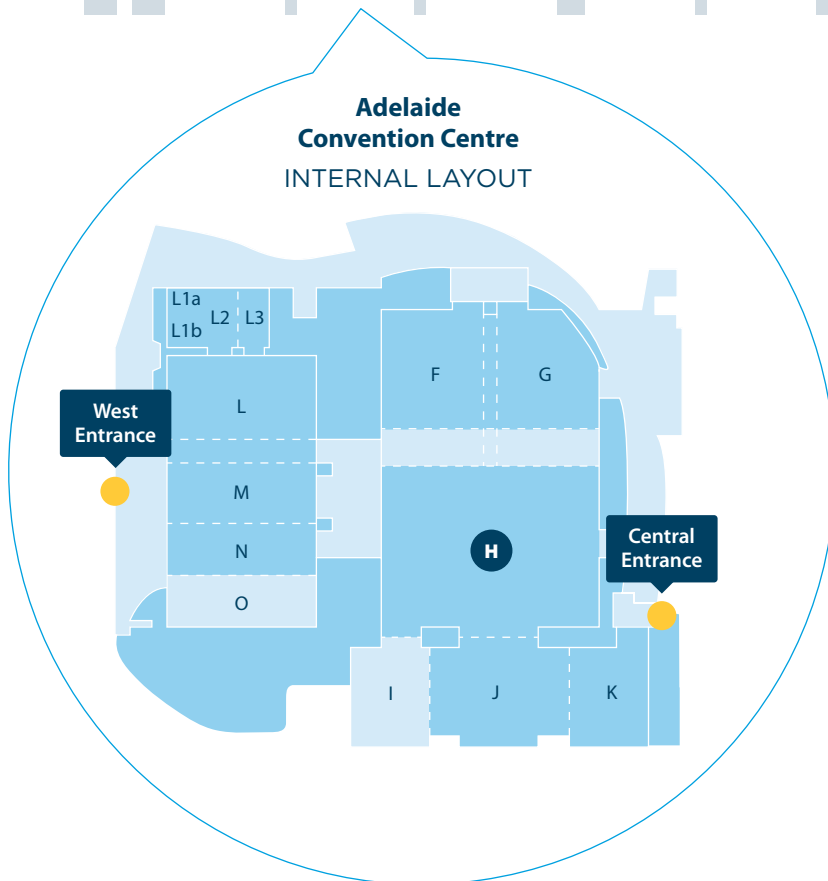 Adelaide
Convention Centre
INTERNAL LAYOUT
L1a
L1b
L2
L3
F
G
L
West
Entrance
M
N
H
Central
Entrance
O
I
J
K